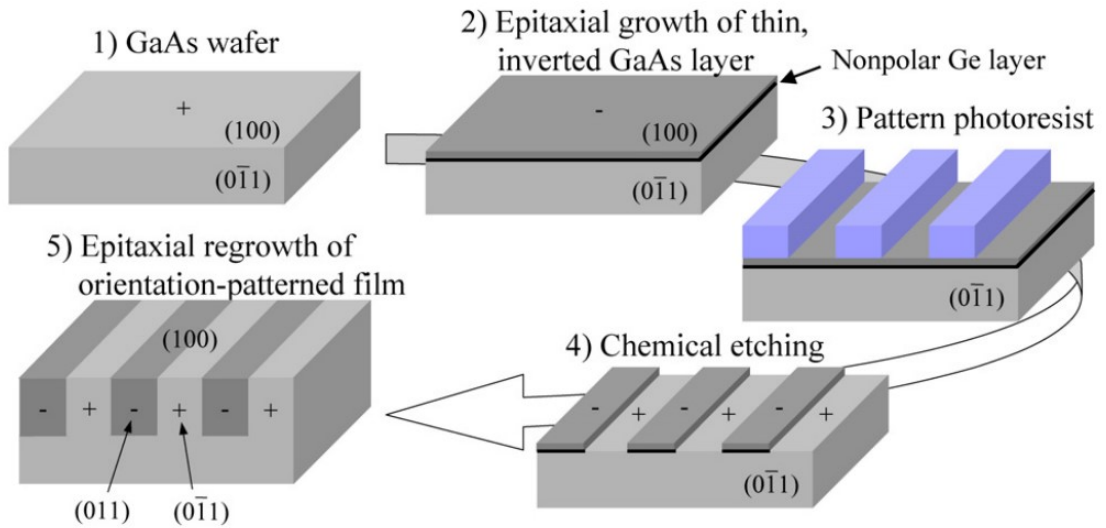 1) GaAs wafer
+
(100)
(01̅1)
2) Epitaxial growth of thin,
inverted GaAs layer
Nonpolar Ge layer
-
(100)
(01̅1)
3) Pattern photoresist
(01̅1)
4) Chemical etching
- + - + - +
(01̅1)
5) Epitaxial regrowth of
orientation-patterned film
(100)
- + - + - +
(011) (01̅1)